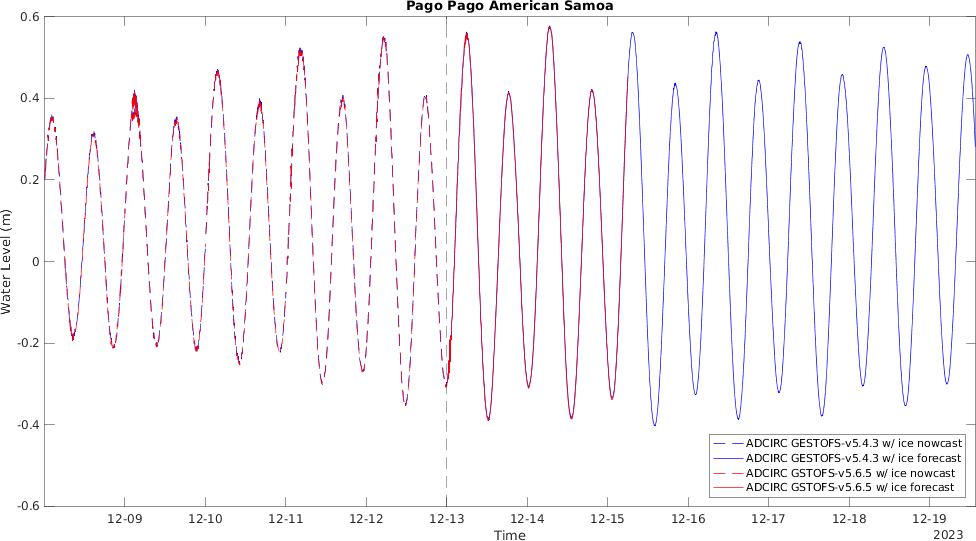 Pago Pago American Samoa
0.6
0.4
0.2
0
-0.2
-0.4
-0.6
Water Level (m)
ADCIRC GESTOFS-v5.4.3 w/ ice nowcast
ADCIRC GESTOFS-v5.4.3 w/ ice forecast
ADCIRC GSTOFS-v5.6.5 w/ ice nowcast
ADCIRC GSTOFS-v5.6.5 w/ ice forecast
12-09 12-10 12-11 12-12 12-13 12-14 12-15 12-16 12-17 12-18 12-19
Time
2023